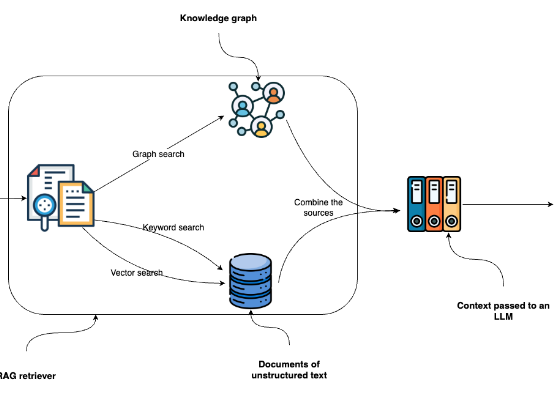 Knowledge graph
Graph search
Keyword search
Vector search
Combine the
sources
Context passed to an
LLM
Documents of
unstructured text
RAG retriever